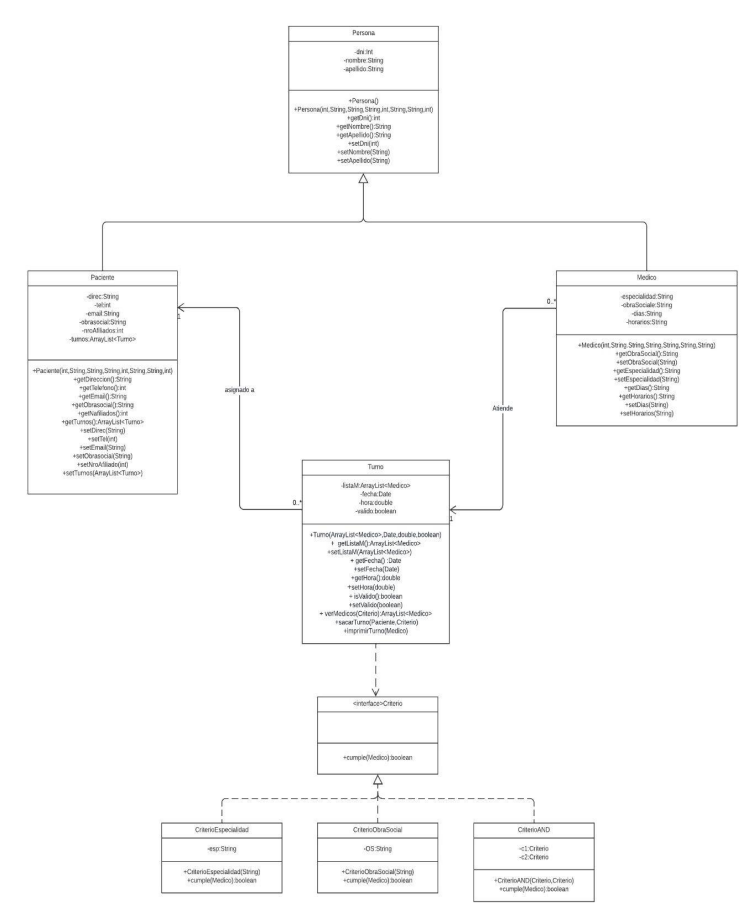 Persona
-dni:Int
-nombre:String
-apellido:String
+Persona()
+Persona(int,String,String,String,int,String,String,int)
+getDni():int
+getNombre():String
+getApellido():String
+setDni(int)
+setNombre(String)
+setApellido(String)
Paciente
-direc:String
-tel:int
-email:String
-obrasocial:String
-nroAfiliados:int
-turnos:ArrayList<Turno>
+Paciente(int,String,String,String,int,String,String,int)
+getDireccion():String
+getTelefono():int
+getEmail():String
+getObrasocial():String
+getNafiliados():int
+getTurnos():ArrayList<Turno>
+setDirec(String)
+setTel(int)
+setEmail(String)
+setObrasocial(String)
+setNroAfiliado(int)
+setTurnos(ArrayList<Turno>)
1
asignado a
0..*
Medico
-especialidad:String
-obraSociale:String
-dias:String
-horarios:String
+Medico(int,String,String,String,String,String,String)
+getObraSocial():String
+setObraSocial(String)
+getEspecialidad():String
+setEspecialidad(String)
+getDias():String
+getHorarios():String
+setDias(String)
+setHorarios(String)
0..*
Atiende
1
Turno
-listaM:ArrayList<Medico>
-fecha:Date
-hora:double
-valido:boolean
+Turno(ArrayList<Medico>,Date,double,boolean)
+ getListaM():ArrayList<Medico>
+setListaM(ArrayList<Medico>)
+ getFecha() :Date
+setFecha(Date)
+getHora():double
+setHora(double)
+ isValido():boolean
+setValido(boolean)
+ verMedicos(Criterio):ArrayList<Medico>
+sacarTurno(Paciente,Criterio)
+imprimirTurno(Medico)
<interface>Criterio
+cumple(Medico):boolean
CriterioEspecialidad
-esp:String
+CriterioEspecialidad(String)
+cumple(Medico):boolean
CriterioObraSocial
-OS:String
+CriterioObraSocial(String)
+cumple(Medico):boolean
CriterioAND
-c1:Criterio
-c2:Criterio
+CriterioAND(Criterio,Criterio)
+cumple(Medico):boolean